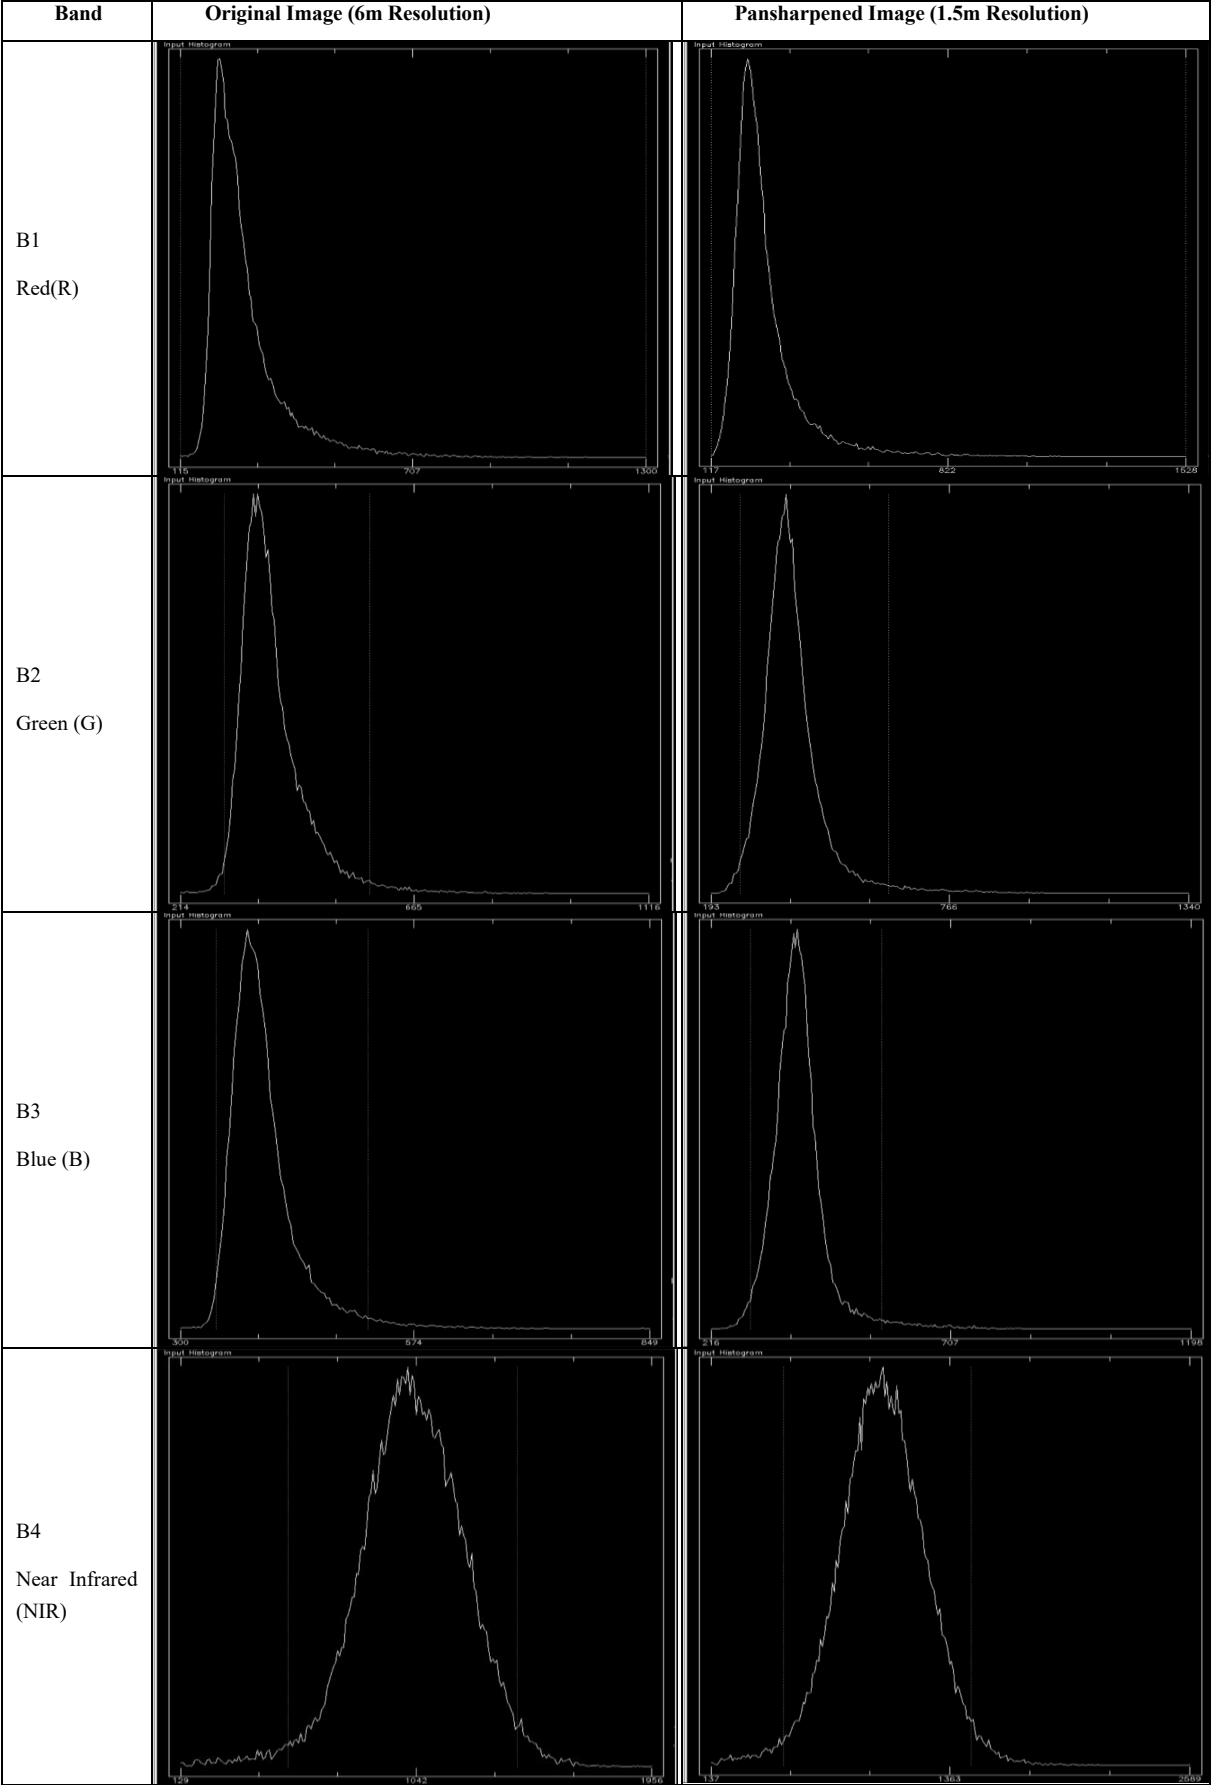 Band Original Image (6m Resolution) Pansharpened Image (1.5m Resolution)
Input Histogram Input Histogram
B1
Red(R)
115 707 1300 117 822 1528
Input Histogram Input Histogram
B2
Green (G)
214 665 1116 193 766 1340
Input Histogram Input Histogram
B3
Blue (B)
300 574 849 216 707 1198
Input Histogram Input Histogram
B4
Near Infrared
(NIR)
129 1042 1956 137 1363 2589